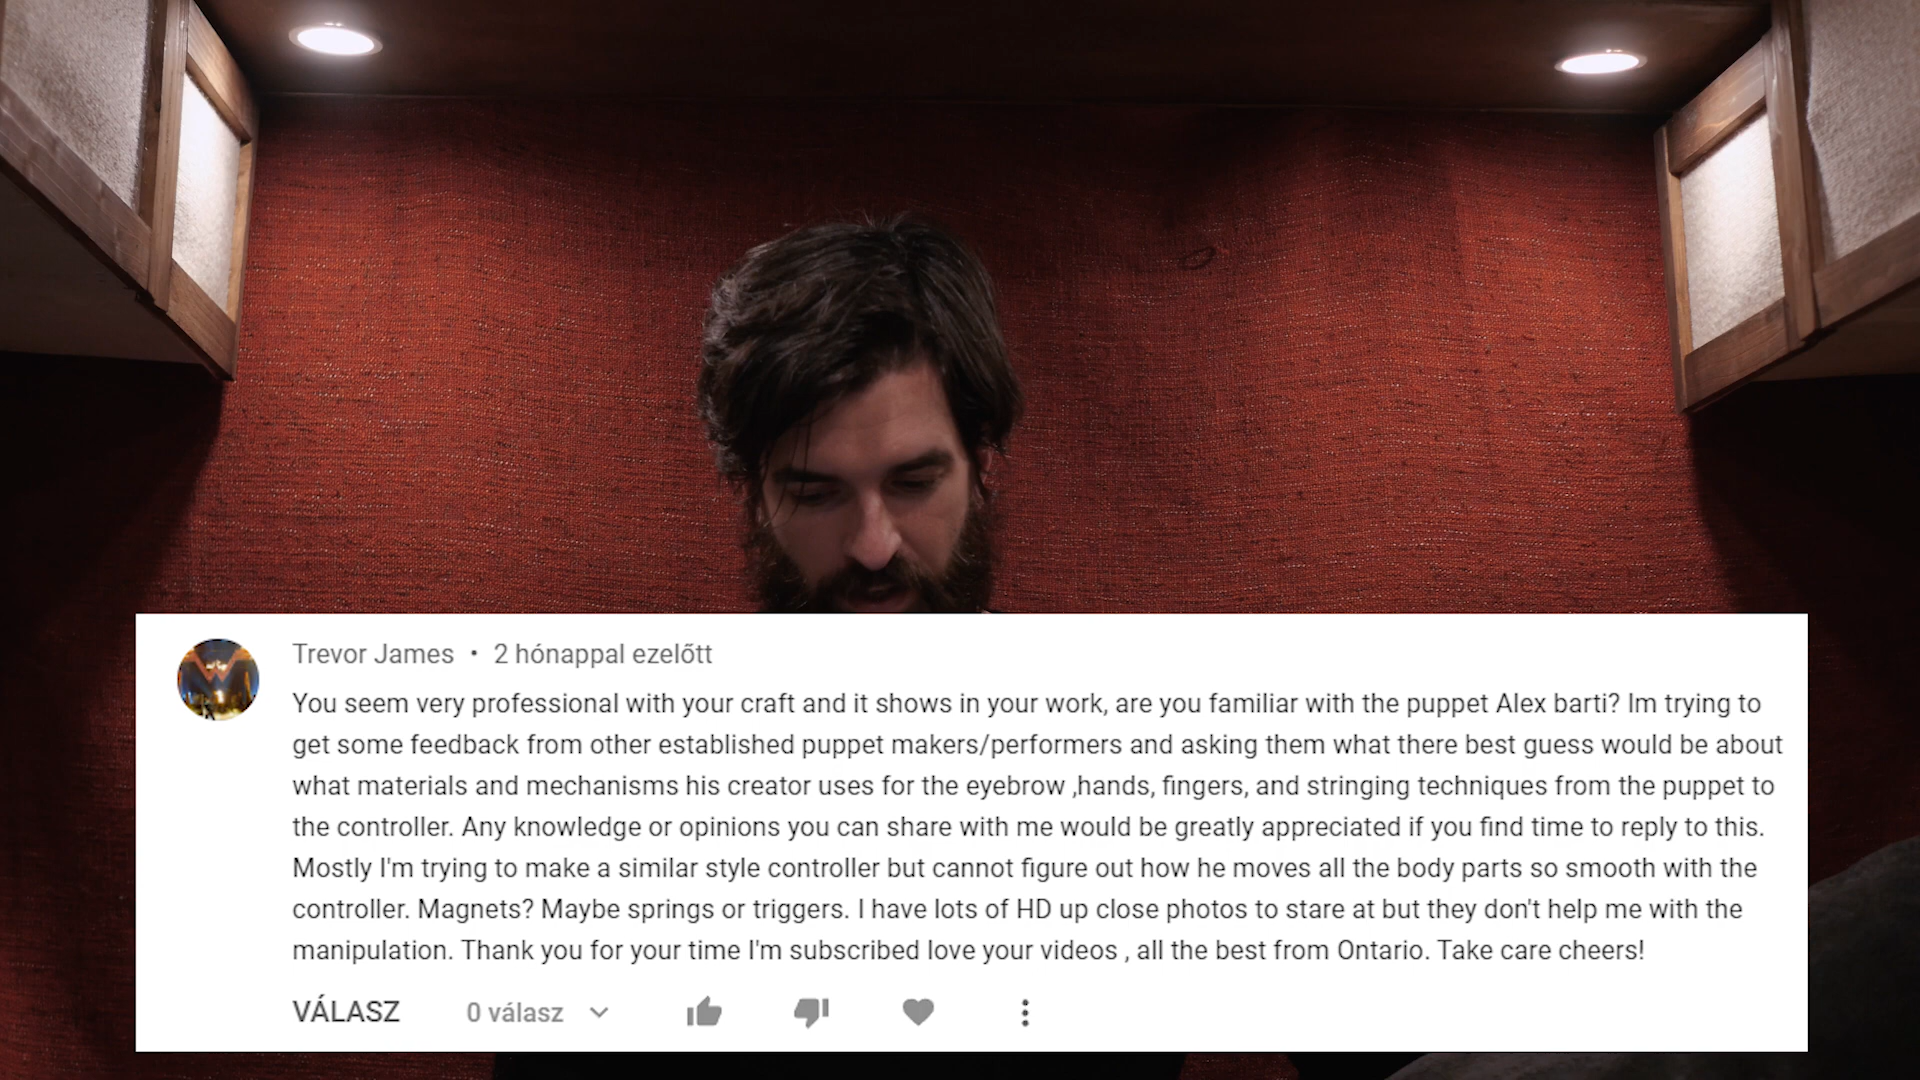 Trevor James • 2 hónappal ezelőtt
You seem very professional with your craft and it shows in your work, are you familiar with the puppet Alex barti? Im trying to
get some feedback from other established puppet makers/performers and asking them what there best guess would be about
what materials and mechanisms his creator uses for the eyebrow ,hands, fingers, and stringing techniques from the puppet to
the controller. Any knowledge or opinions you can share with me would be greatly appreciated if you find time to reply to this.
Mostly I'm trying to make a similar style controller but cannot figure out how he moves all the body parts so smooth with the
controller. Magnets? Maybe springs or triggers. I have lots of HD up close photos to stare at but they don't help me with the
manipulation. Thank you for your time I'm subscribed love your videos , all the best from Ontario. Take care cheers!
VÁLASZ 0 válasz